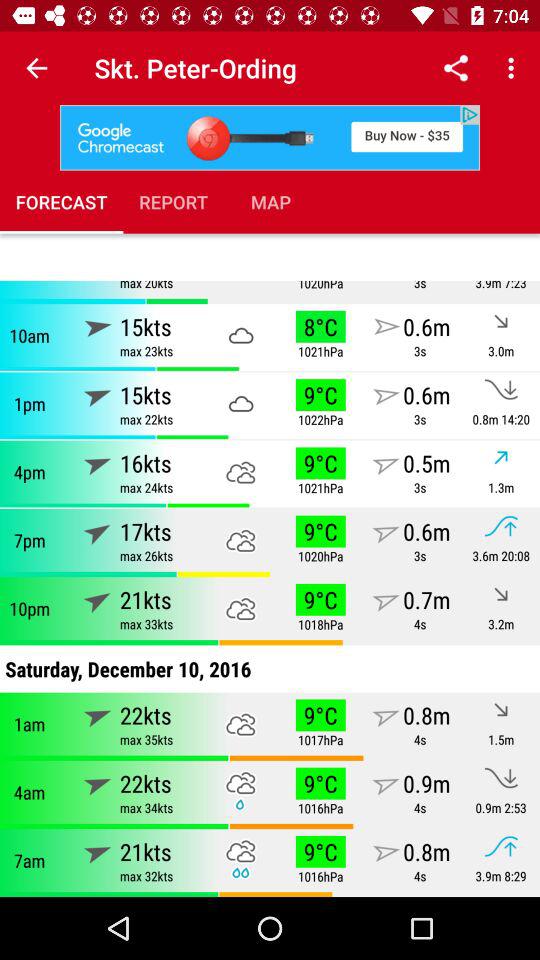 7:04
Skt. Peter-Ording
Google Chromecast
Buy Now - $35
FORECAST REPORT MAP
max 20kts 1020hPa 3s 3.9m 7:23
10am 15kts 8°C 0.6m
max 23kts 1021hPa 3s 3.0m
1pm 15kts 9°C 0.6m
max 22kts 1022hPa 3s 0.8m 14:20
4pm 16kts 9°C 0.5m
max 24kts 1021hPa 3s 1.3m
7pm 17kts 9°C 0.6m
max 26kts 1020hPa 3s 3.6m 20:08
10pm 21kts 9°C 0.7m
max 33kts 1018hPa 4s 3.2m
Saturday, December 10, 2016
1am 22kts 9°C 0.8m
max 35kts 1017hPa 4s 1.5m
4am 22kts 9°C 0.9m
max 34kts 1016hPa 4s 0.9m 2:53
7am 21kts 9°C 0.8m
max 32kts 1016hPa 4s 3.9m 8:29